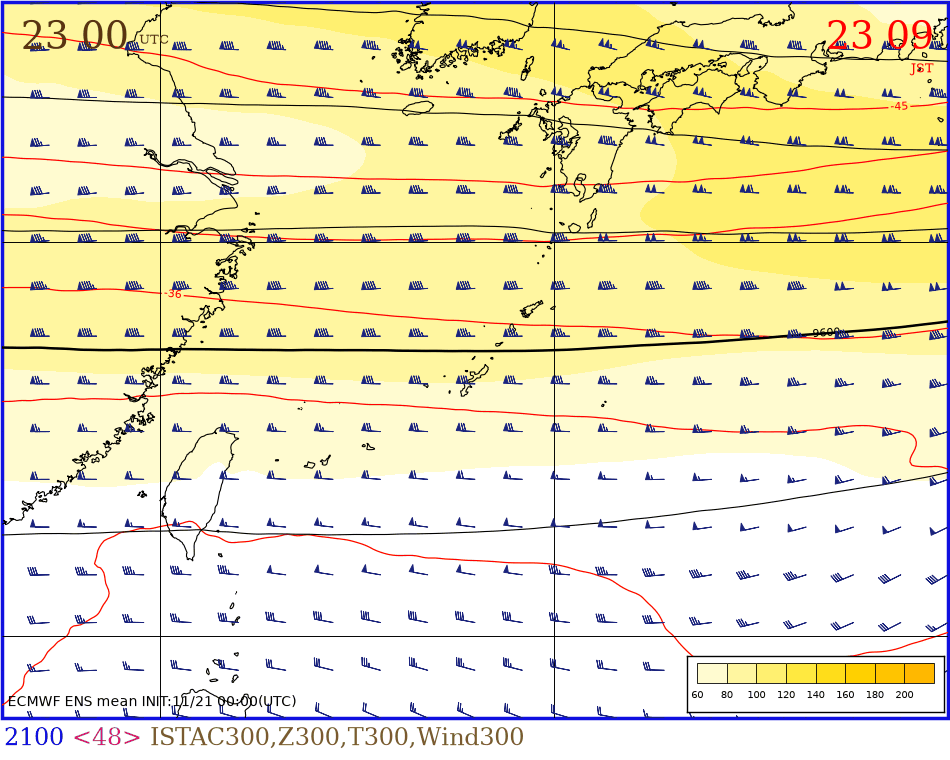 23 00 UTC
23 09
JST
-45
-36
9600
60 80 100 120 140 160 180 200
ECMWF ENS mean INIT:11/21 00:00(UTC)
2100 <48> ISTAC300,Z300,T300,Wind300